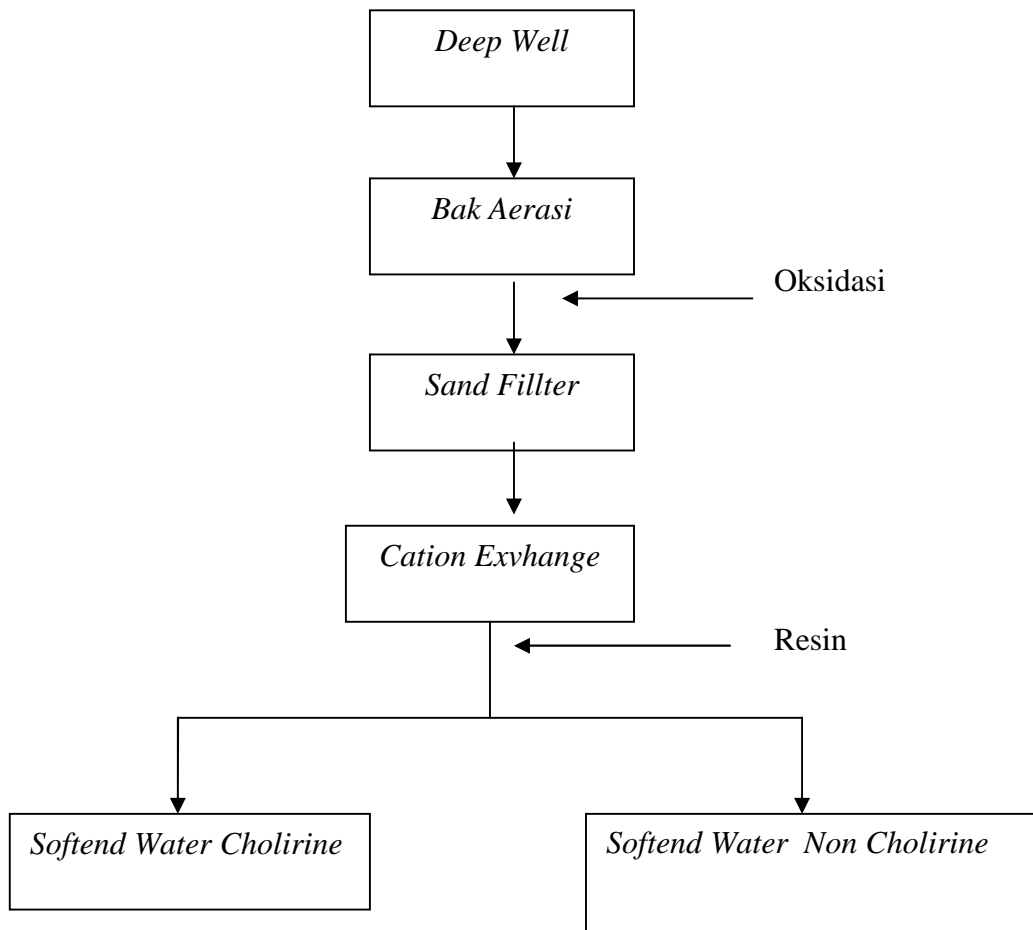 Deep Well
Bak Aerasi
Oksidasi
Sand Fillter
Cation Exvhange
Resin
Softend Water Cholirine
Softend Water Non Cholirine